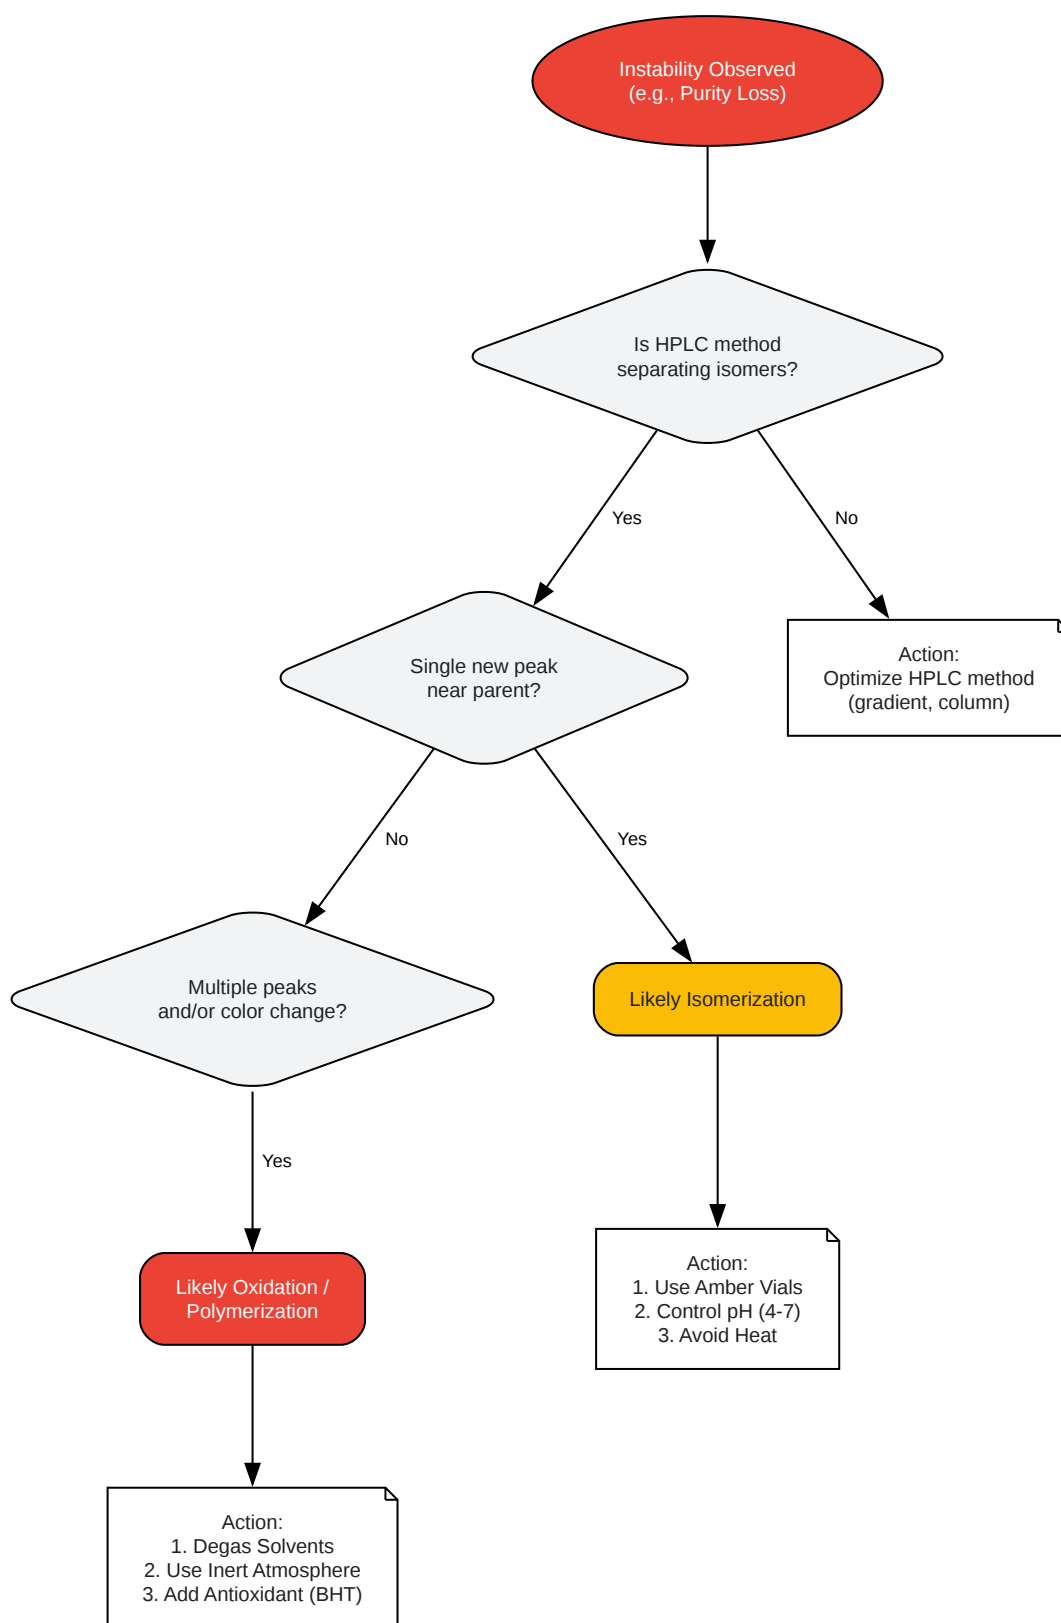 Instability Observed
(e.g., Purity Loss)
Is HPLC method
separating isomers?
Yes
No
Single new peak
near parent?
Action:
Optimize HPLC method
(gradient, column)
No
Yes
Multiple peaks
and/or color change?
Likely Isomerization
Yes
Likely Oxidation /
Polymerization
Action:
1. Use Amber Vials
2. Control pH (4-7)
3. Avoid Heat
Action:
1. Degas Solvents
2. Use Inert Atmosphere
3. Add Antioxidant (BHT)